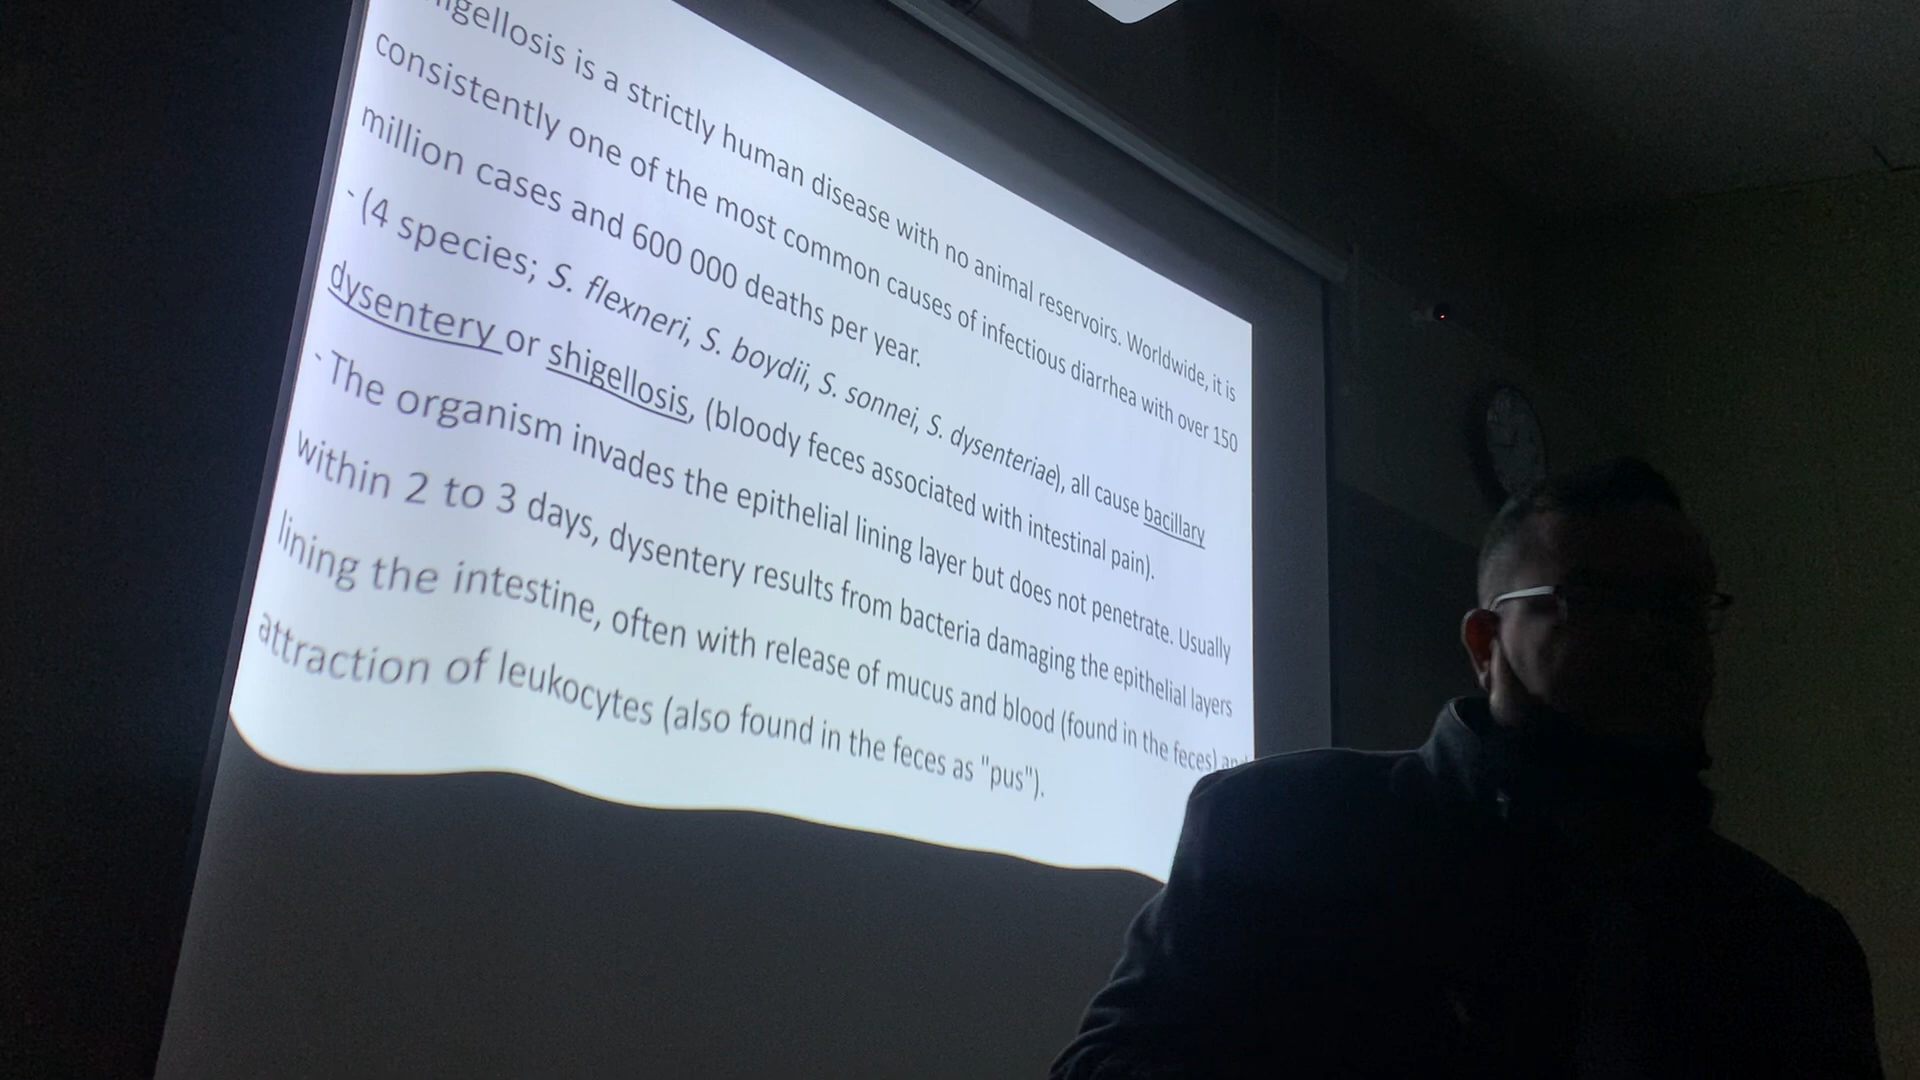 higellosis is a strictly human disease with no animal reservoirs. Worldwide, it is
consistently one of the most common causes of infectious diarrhea with over 150
million cases and 600 000 deaths per year.
- (4 species; S. flexneri, S. boydii, S. sonnei, S. dysenteriae), all cause bacillary
dysentery or shigellosis, (bloody feces associated with intestinal pain).
- The organism invades the epithelial lining layer but does not penetrate. Usually
within 2 to 3 days, dysentery results from bacteria damaging the epithelial layers
lining the intestine, often with release of mucus and blood (found in the feces) and
attraction of leukocytes (also found in the feces as "pus").